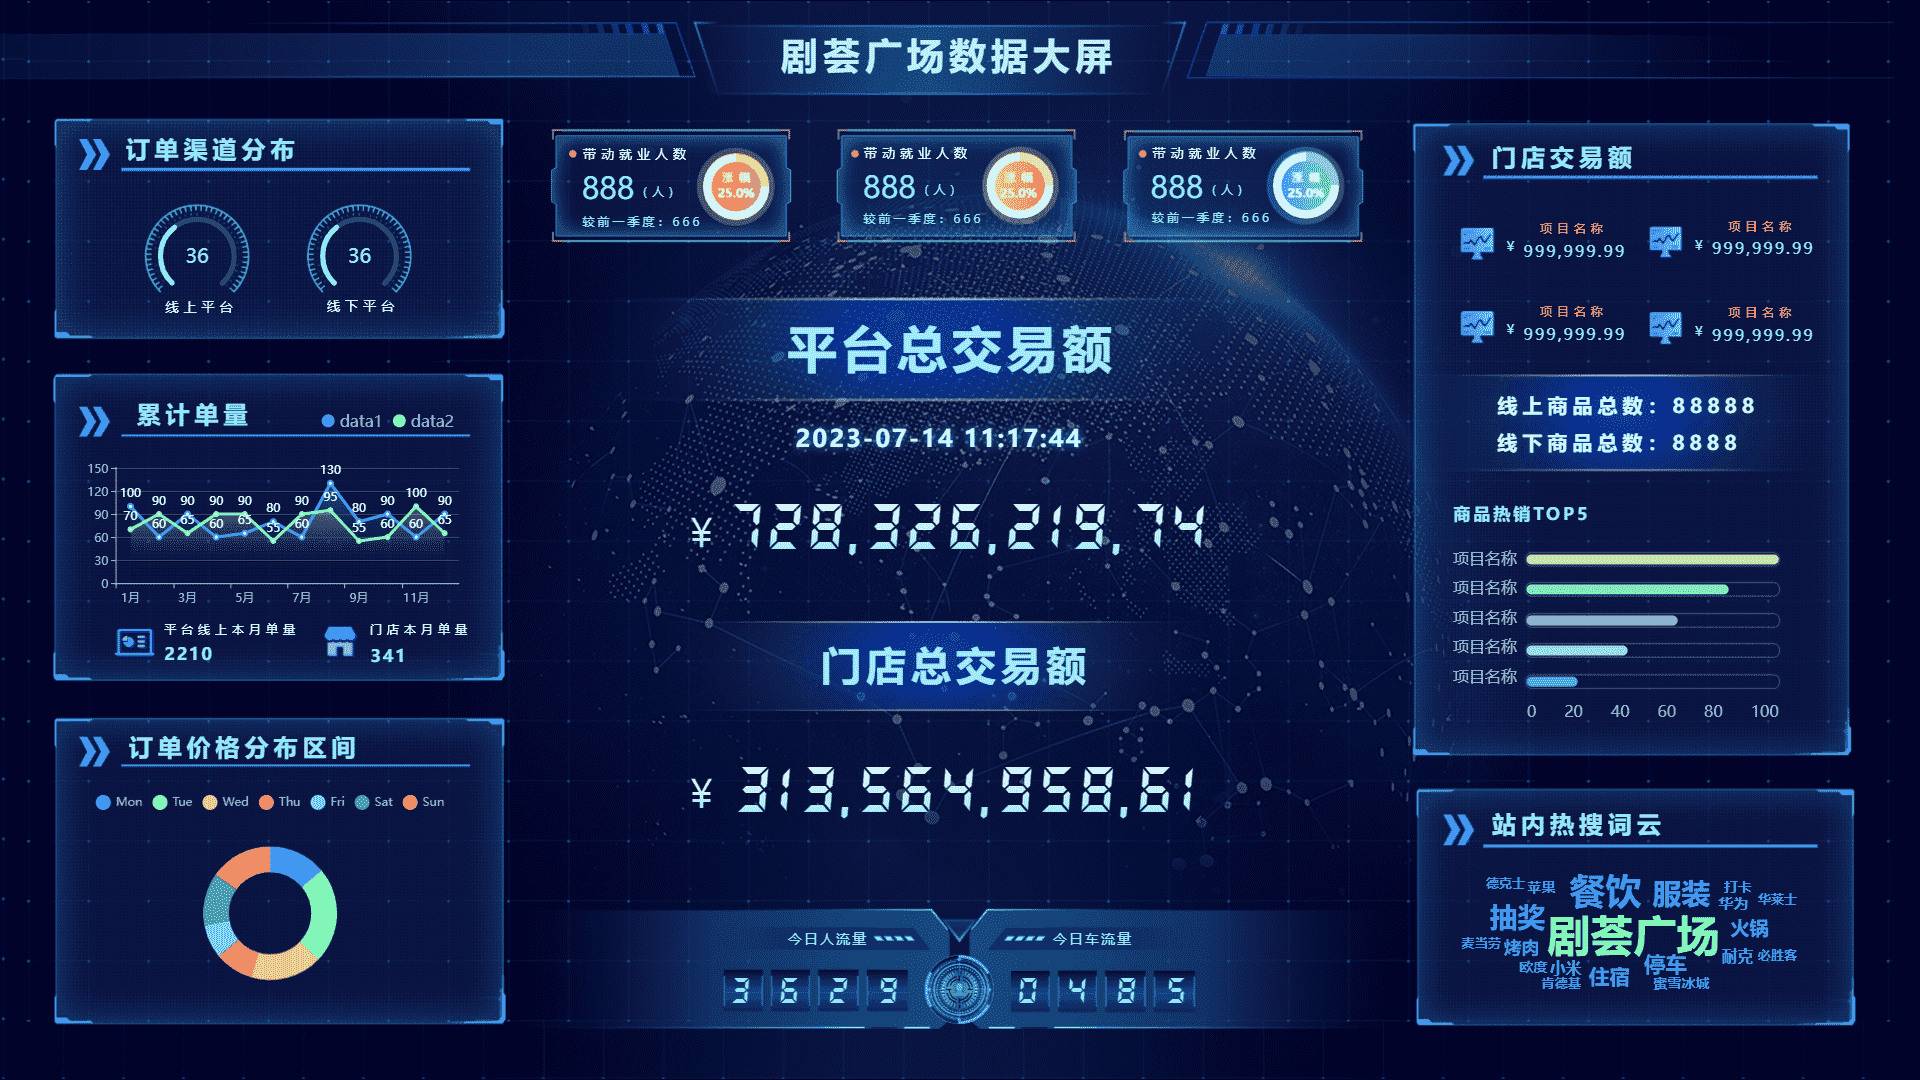 剧荟广场数据大屏
订单渠道分布
36
36
线上平台
线下平台
累计单量
data1
data2
150
120
90
60
30
0
100
90
90
90
90
80
90
130
80
90
100
90
70
60
65
60
65
55
60
95
55
60
60
65
1月
3月
5月
7月
9月
11月
平台线上本月单量
2210
门店本月单量
341
订单价格分布区间
Mon
Tue
Wed
Thu
Fri
Sat
Sun
带动就业人数
888 (人)
较前一季度: 666
涨幅
25.0%
带动就业人数
888 (人)
较前一季度: 666
涨幅
25.0%
带动就业人数
888 (人)
较前一季度: 666
涨幅
25.0%
平台总交易额
2023-07-14 11:17:44
¥ 728,326,219,74
门店总交易额
¥ 313,564,958,61
今日人流量
今日车流量
3629
0485
门店交易额
项目名称
¥ 999,999.99
项目名称
¥ 999,999.99
项目名称
¥ 999,999.99
项目名称
¥ 999,999.99
线上商品总数: 88888
线下商品总数: 8888
商品热销TOP5
项目名称
项目名称
项目名称
项目名称
项目名称
0 20 40 60 80 100
站内热搜词云
德克士
苹果
餐饮
服装
打卡
华为
华莱士
抽奖
剧荟广场
火锅
麦当劳
烤肉
耐克
必胜客
欧度
小米
停车
肯德基
住宿
蜜雪冰城